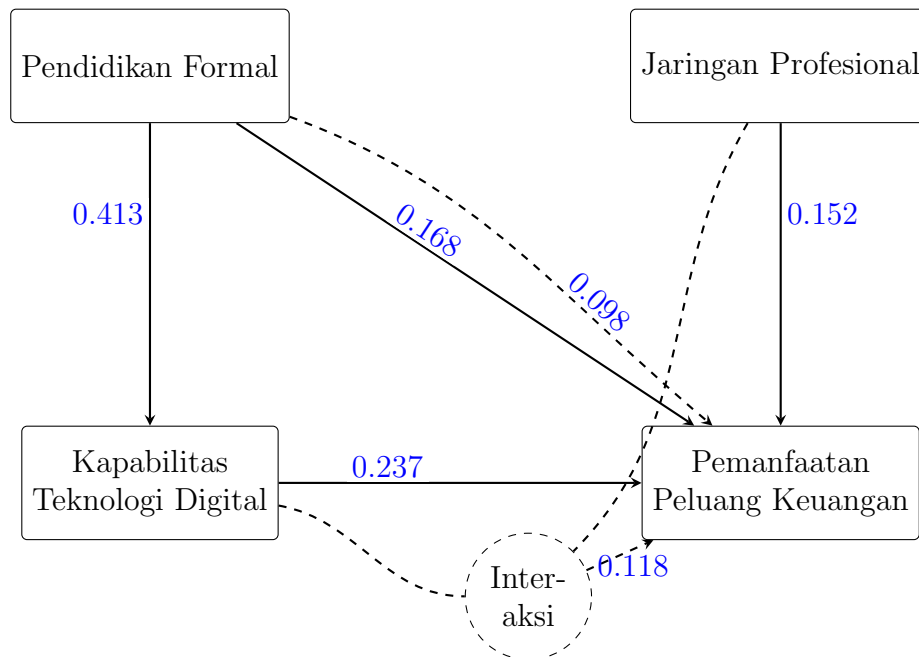 Pendidikan Formal
Jaringan Profesional
0.413
0.168
0.152
0.098
Kapabilitas
Teknologi Digital
0.237
Pemanfaatan
Peluang Keuangan
Inter-
aksi
0.118